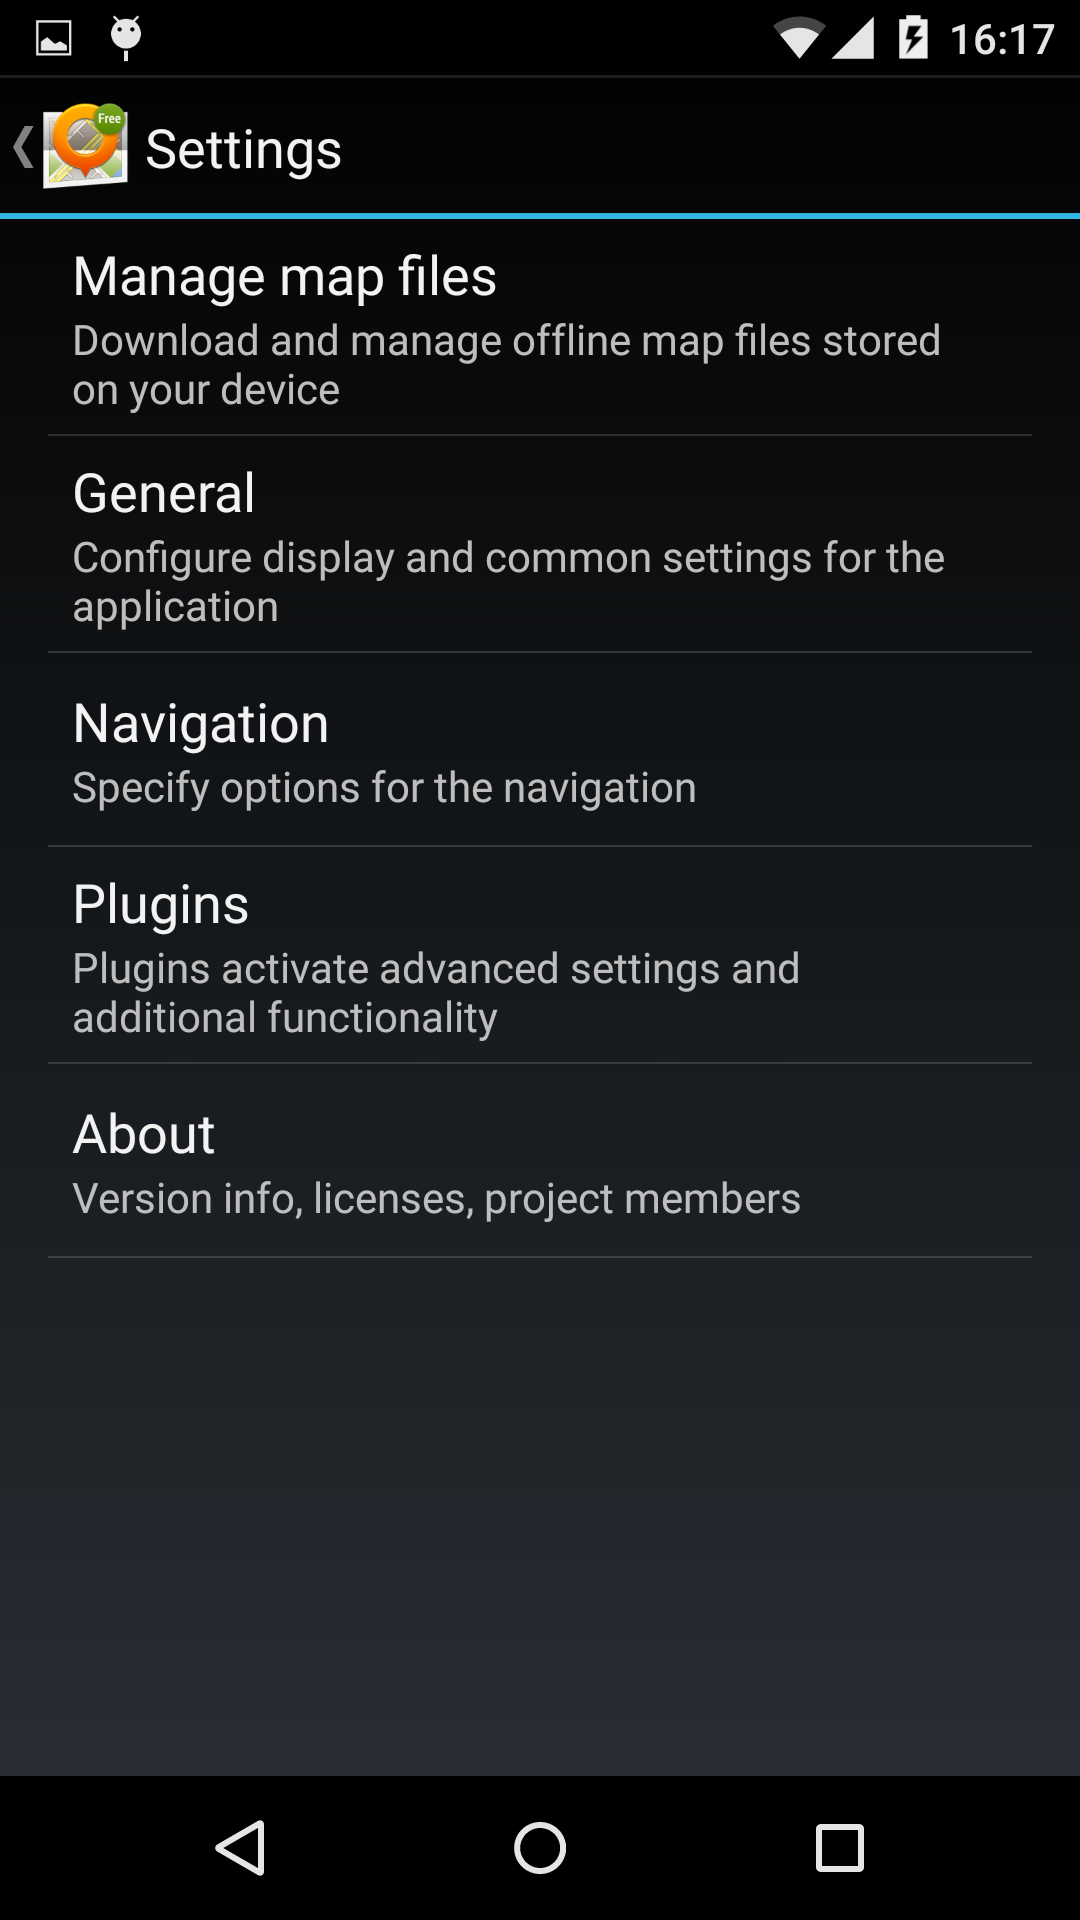 16:17
Free
Settings
Manage map files
Download and manage offline map files stored
on your device
General
Configure display and common settings for the
application
Navigation
Specify options for the navigation
Plugins
Plugins activate advanced settings and
additional functionality
About
Version info, licenses, project members